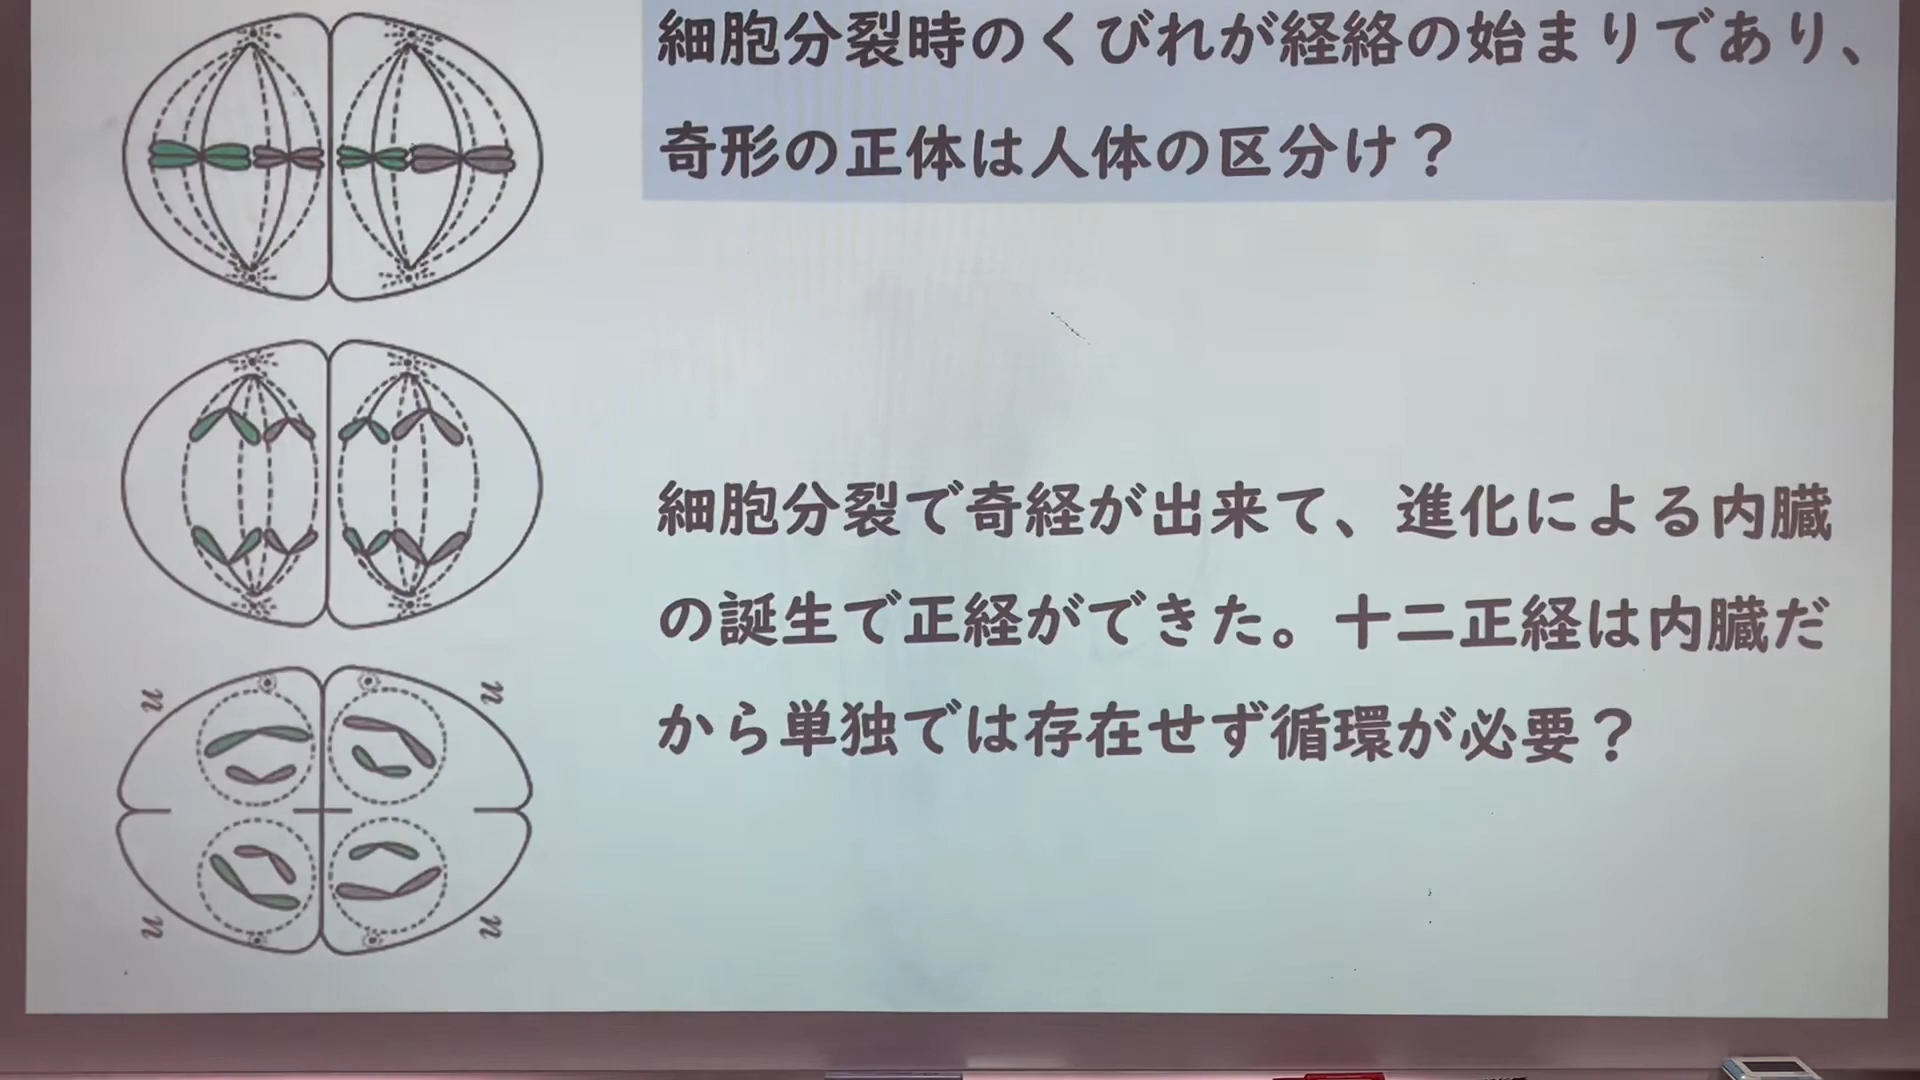 細胞分裂時のくびれが経絡の始まりであり、
奇形の正体は人体の区分け？
細胞分裂で奇経が出来て、進化による内臓
の誕生で正経ができた。十二正経は内臓だ
から単独では存在せず循環が必要？
n
n
n
n